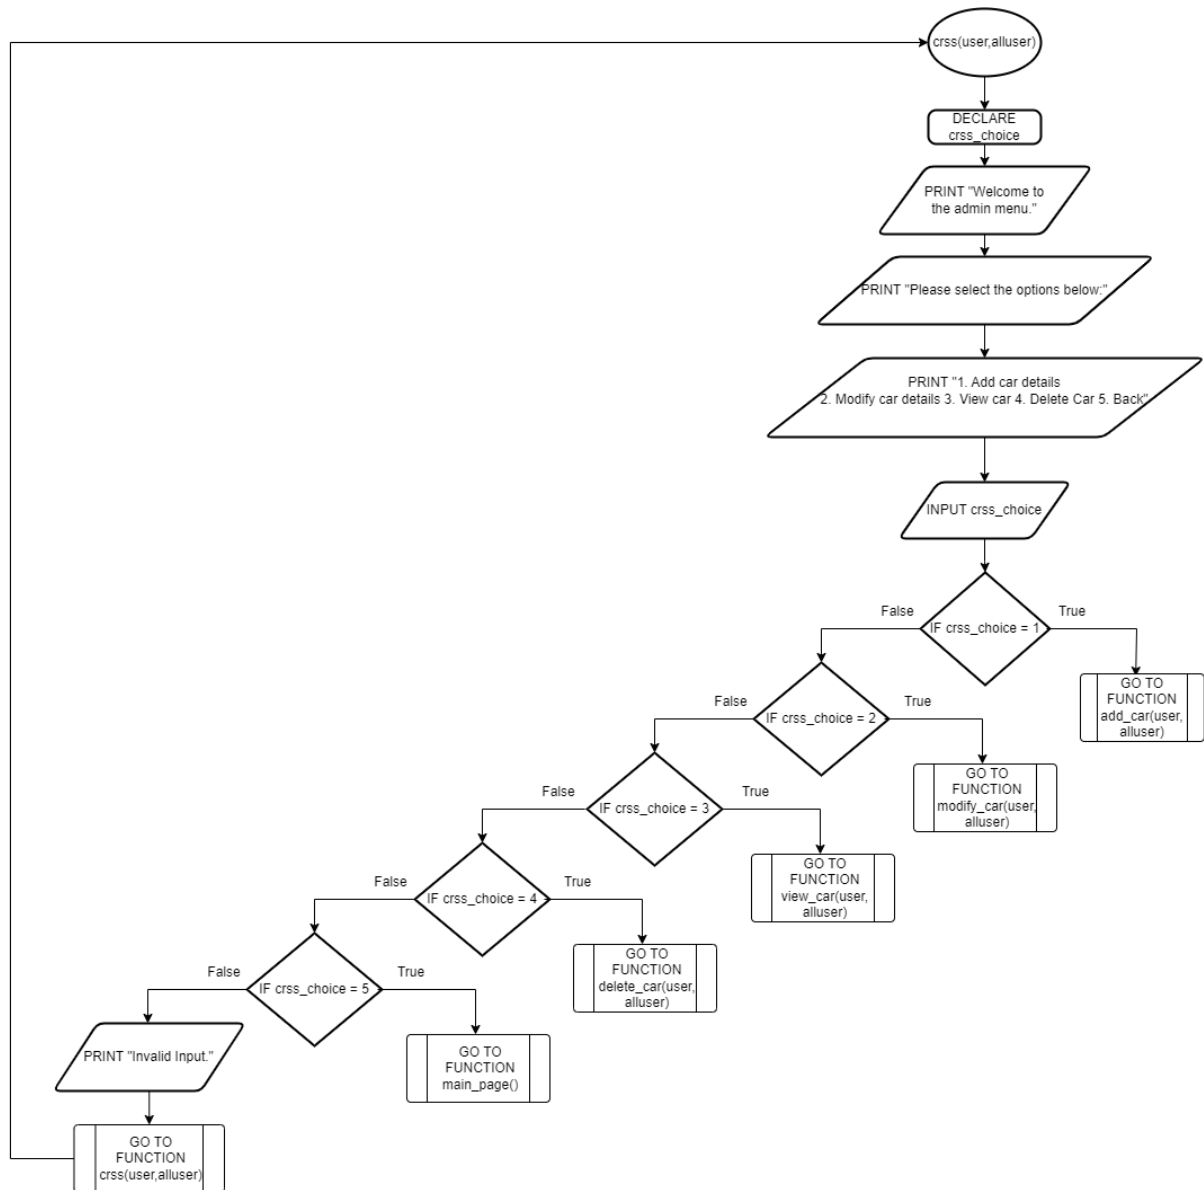 crss(user,alluser)
DECLARE
crss_choice
PRINT "Welcome to
the admin menu."
PRINT "Please select the options below:"
PRINT "1. Add car details
2. Modify car details 3. View car 4. Delete Car 5. Back"
INPUT crss_choice
False
IF crss_choice = 1
True
GO TO
FUNCTION
add_car(user,
alluser)
False
IF crss_choice = 2
True
GO TO
FUNCTION
modify_car(user,
alluser)
False
IF crss_choice = 3
True
GO TO
FUNCTION
view_car(user,
alluser)
False
IF crss_choice = 4
True
GO TO
FUNCTION
delete_car(user,
alluser)
False
IF crss_choice = 5
True
GO TO
FUNCTION
main_page()
PRINT "Invalid Input."
GO TO
FUNCTION
crss(user,alluser)